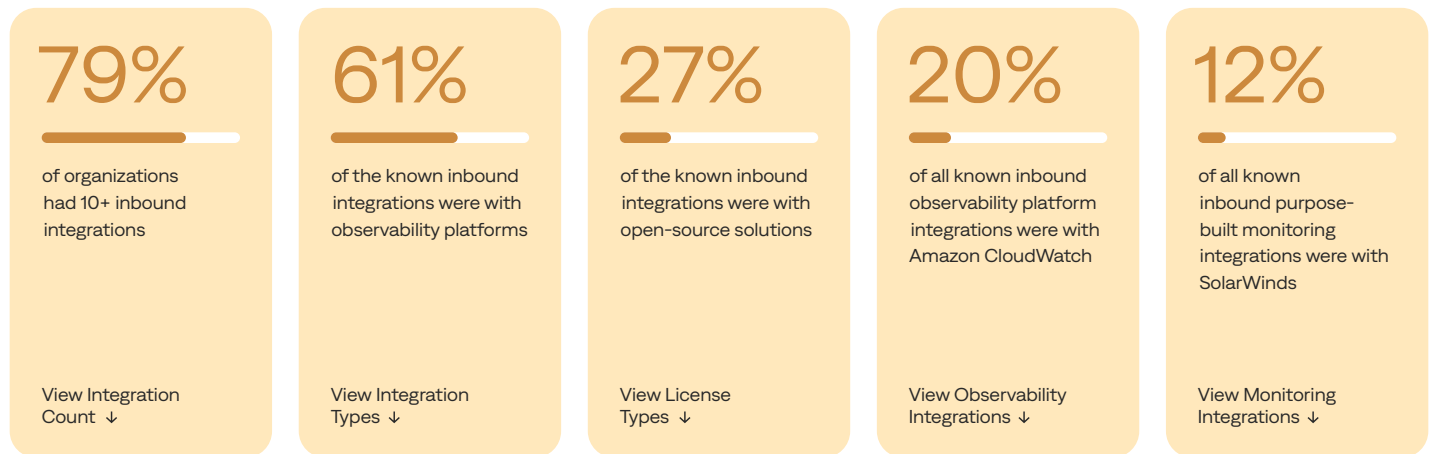 79%
of organizations
had 10+ inbound
integrations
View Integration
Count ↓
61%
of the known inbound
integrations were with
observability platforms
View Integration
Types ↓
27%
of the known inbound
integrations were with
open-source solutions
View License
Types ↓
20%
of all known inbound
observability platform
integrations were with
Amazon CloudWatch
View Observability
Integrations ↓
12%
of all known
inbound purpose-
built monitoring
integrations were with
SolarWinds
View Monitoring
Integrations ↓